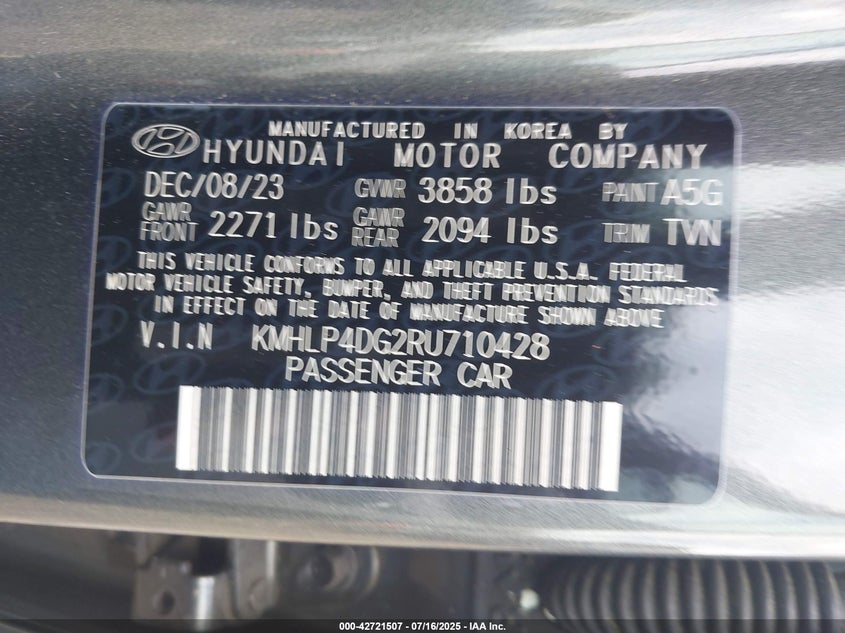 MANUFACTURED IN KOREA BY
HYUNDAI MOTOR COMPANY
DEC/08/23 GVWR 3858 lbs PAINT A5G
GAWR FRONT 2271 lbs GAWR REAR 2094 lbs TRIM TVN
THIS VEHICLE CONFORMS TO ALL APPLICABLE U.S.A. FEDERAL
MOTOR VEHICLE SAFETY, BUMPER, AND THEFT PREVENTION STANDARDS
IN EFFECT ON THE DATE OF MANUFACTURE SHOWN ABOVE.
V.I.N KMHLP4DG2RU710428
PASSENGER CAR
000-42721507 - 07/16/2025 - IAA Inc.